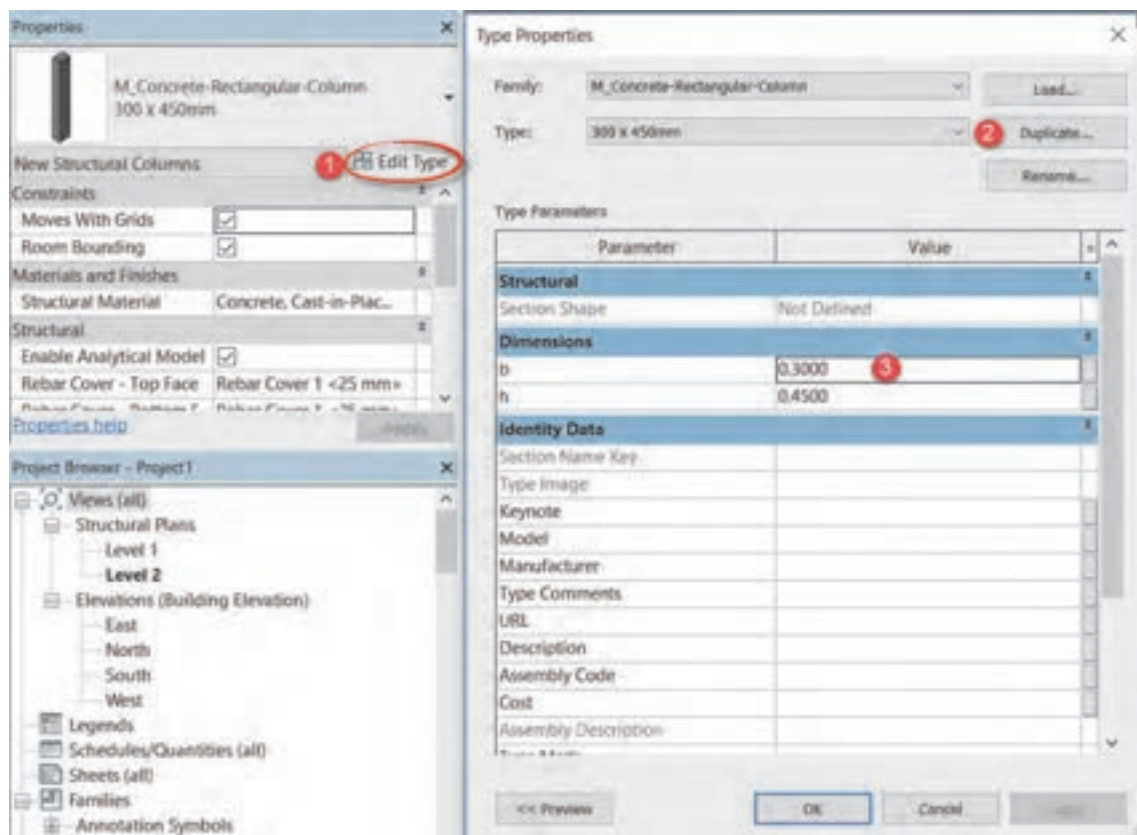 Properties
M_Concrete-Rectangular-Column
300 x 450mm
New Structural Columns
1
Edit Type
Constraints
Moves With Grids
Room Bounding
Materials and Finishes
Structural Material Concrete, Cast-in-Plac...
Structural
Enable Analytical Model
Rebar Cover - Top Face Rebar Cover 1 <25 mm>
Properties help
Project Browser - Project1
Views (all)
Structural Plans
Level 1
Level 2
Elevations (Building Elevation)
East
North
South
West
Legends
Schedules/Quantities (all)
Sheets (all)
Families
Annotation Symbols
Type Properties
Family: M_Concrete-Rectangular-Column Load...
Type: 300 x 450mm 2 Duplicate...
Rename...
Type Parameters
Parameter Value
Structural
Section Shape Not Defined
Dimensions
b 0.3000 3
h 0.4500
Identity Data
Section Name Key
Type Image
Keynote
Model
Manufacturer
Type Comments
URL
Description
Assembly Code
Cost
Assembly Description
<< Preview OK Cancel